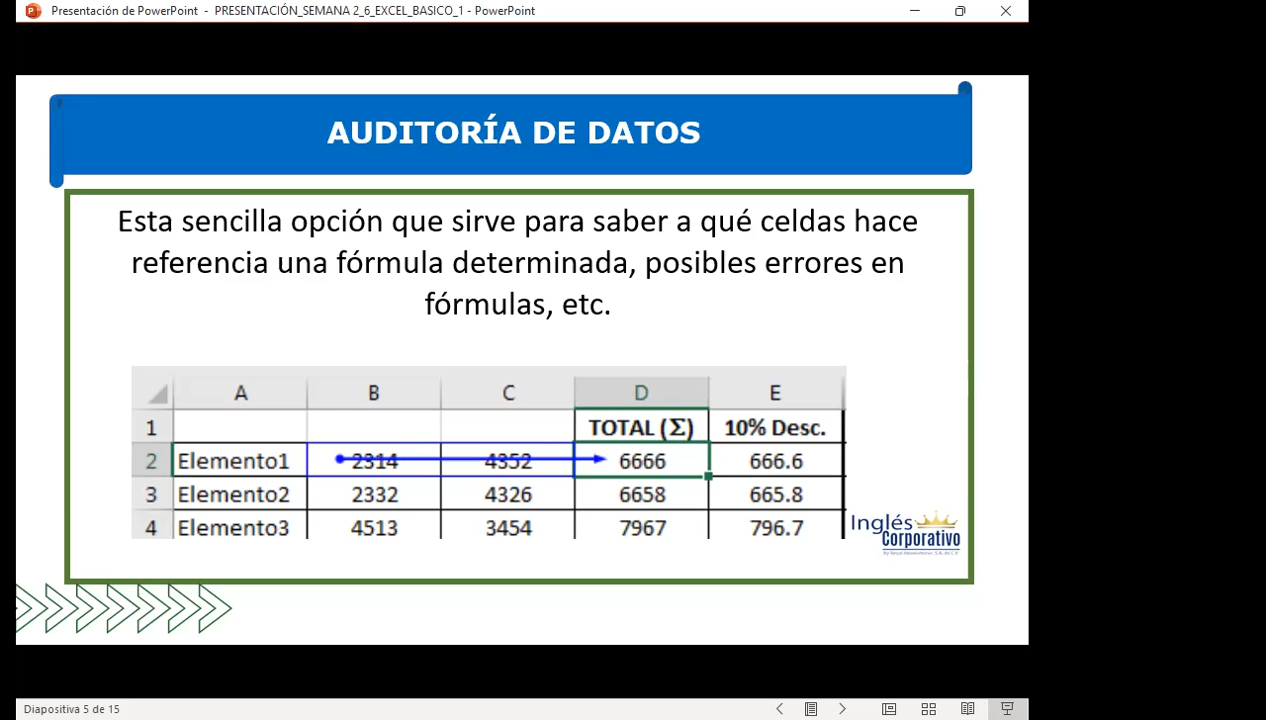 Presentación de PowerPoint - PRESENTACIÓN_SEMANA 2_6_EXCEL_BASICO_1 - PowerPoint
AUDITORÍA DE DATOS
Esta sencilla opción que sirve para saber a qué celdas hace
referencia una fórmula determinada, posibles errores en
fórmulas, etc.
A B C D E
1 TOTAL (Σ) 10% Desc.
2 Elemento1 2314 4352 6666 666.6
3 Elemento2 2332 4326 6658 665.8
4 Elemento3 4513 3454 7967 796.7
Inglés
Corporativo
Diapositiva 5 de 15